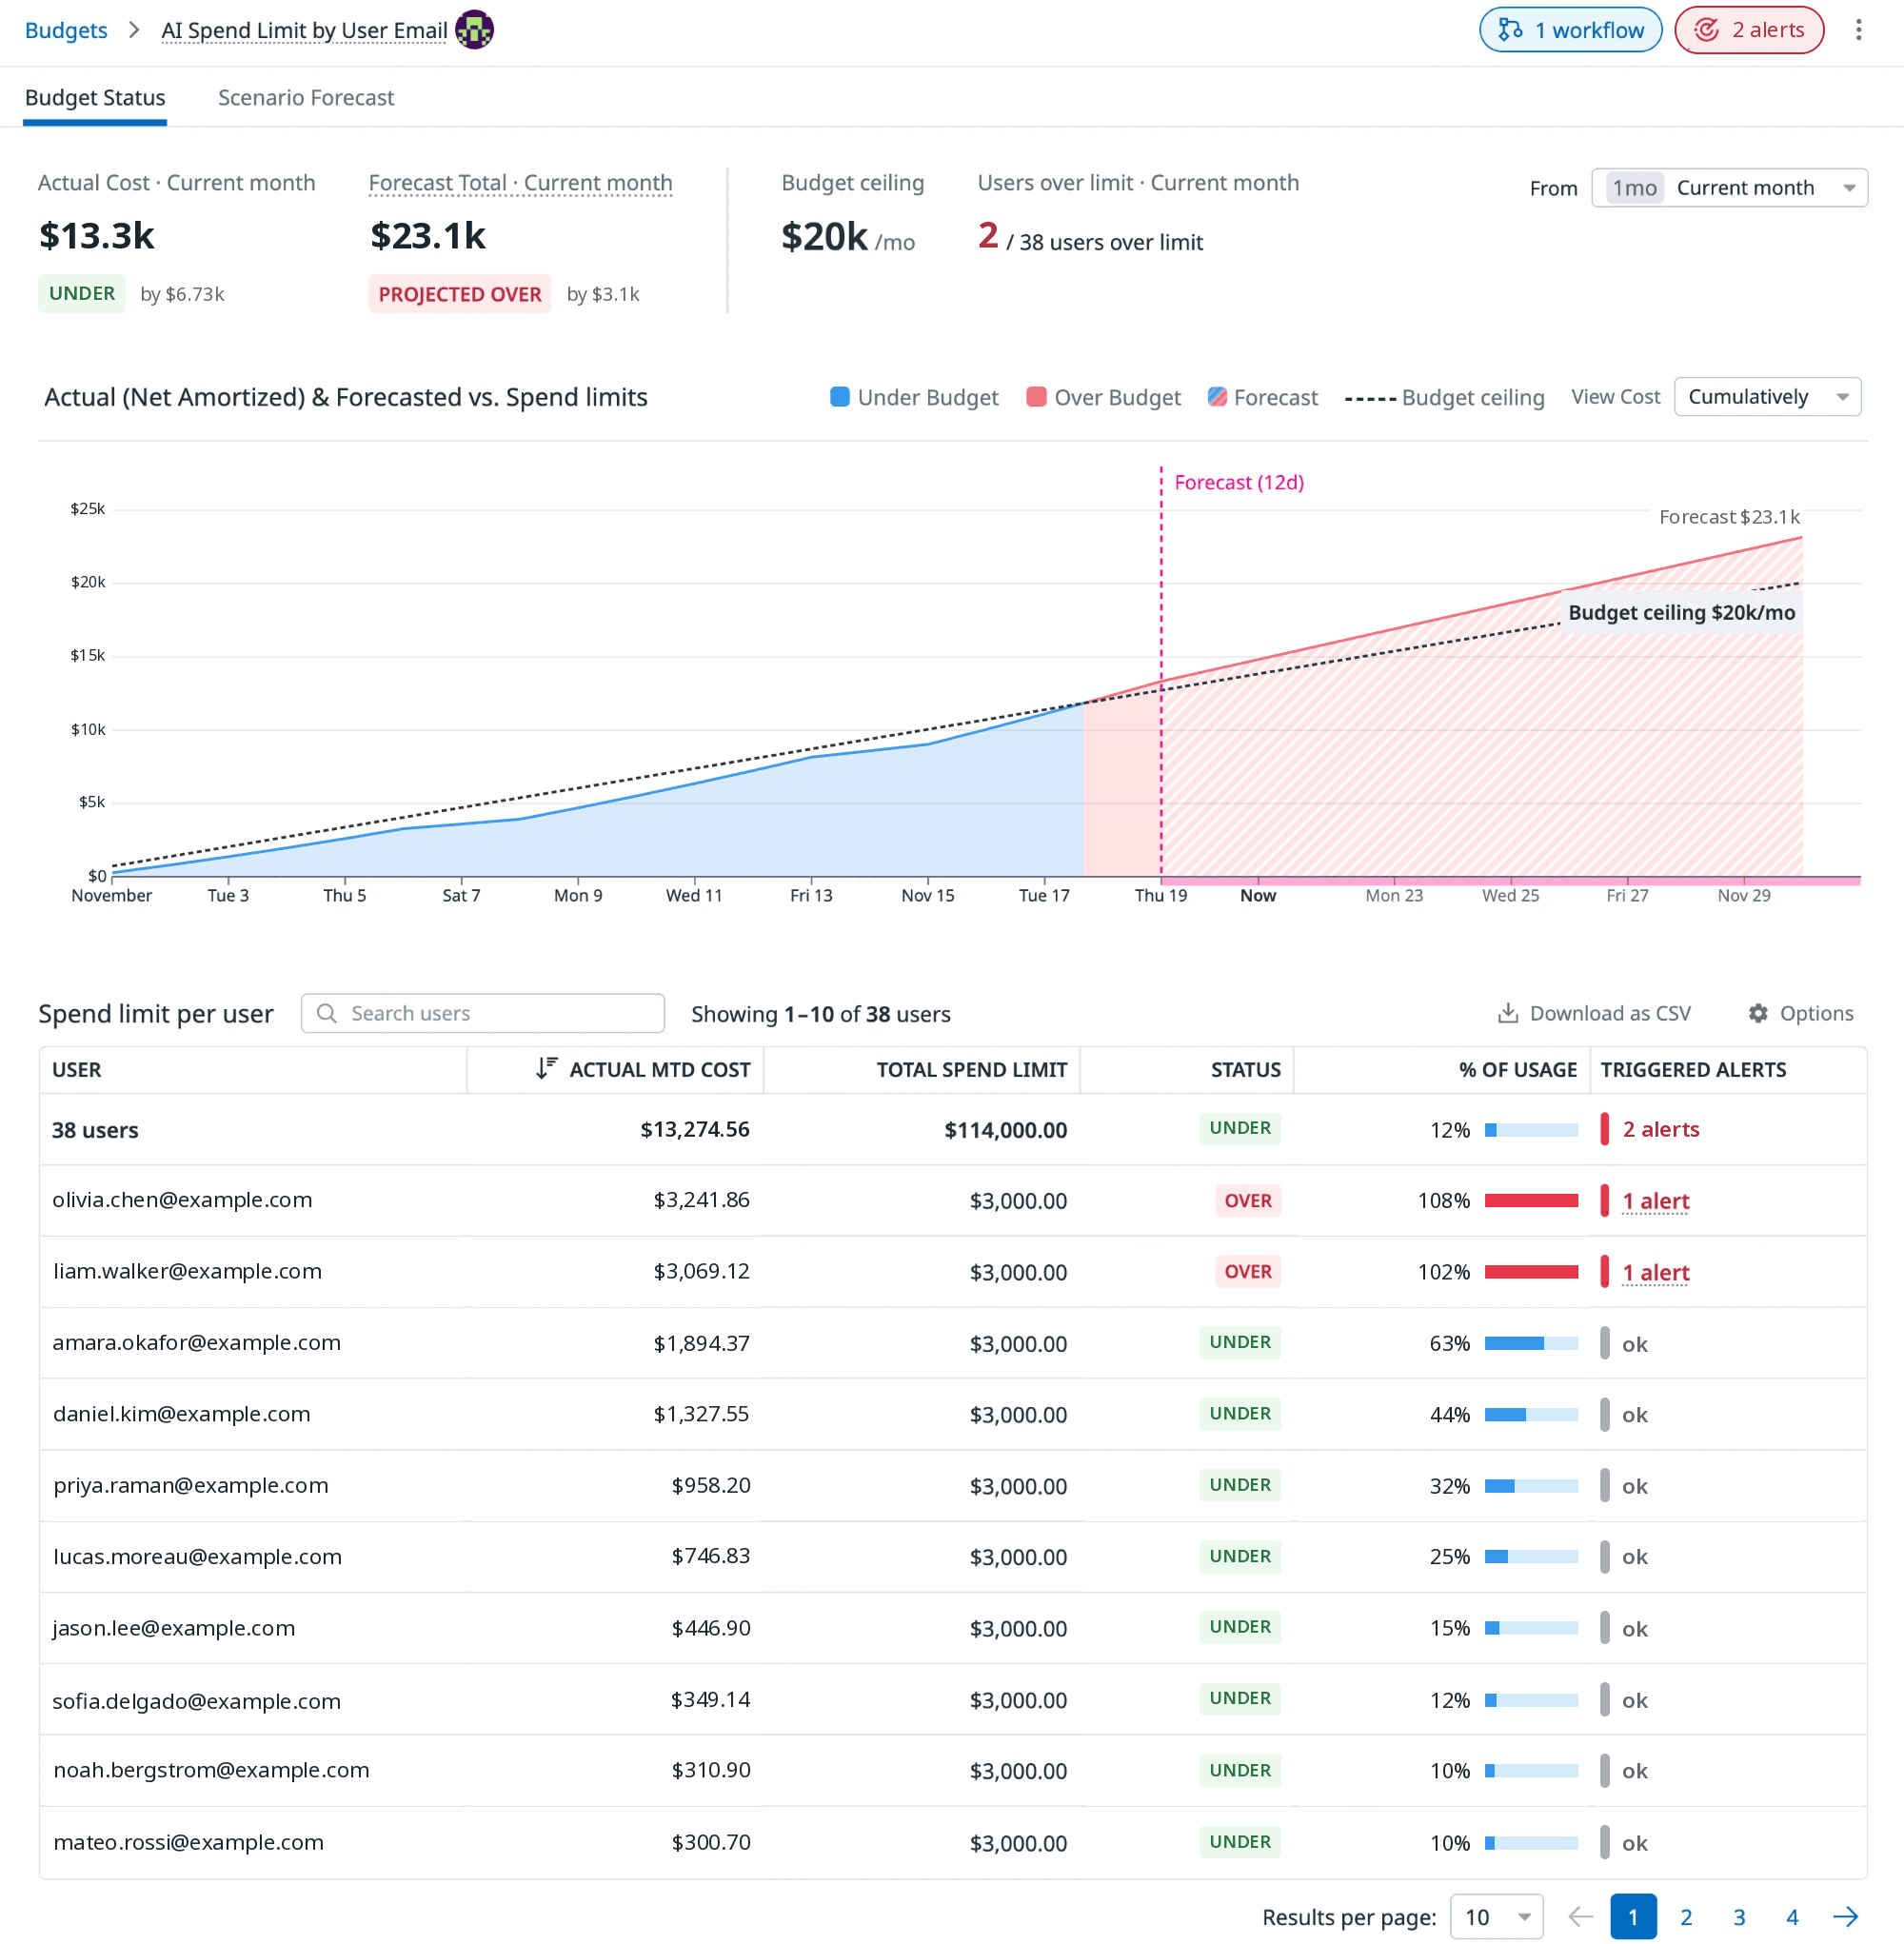 Budgets > AI Spend Limit by User Email 1 workflow 2 alerts
Budget Status Scenario Forecast
Actual Cost · Current month Forecast Total · Current month Budget ceiling Users over limit · Current month From 1mo Current month
$13.3k $23.1k $20k /mo 2 / 38 users over limit
UNDER by $6.73k PROJECTED OVER by $3.1k
Actual (Net Amortized) & Forecasted vs. Spend limits Under Budget Over Budget Forecast Budget ceiling View Cost Cumulatively
Forecast (12d)
$25k
Forecast $23.1k
$20k
Budget ceiling $20k/mo
$15k
$10k
$5k
$0
November Tue 3 Thu 5 Sat 7 Mon 9 Wed 11 Fri 13 Nov 15 Tue 17 Thu 19 Now Mon 23 Wed 25 Fri 27 Nov 29
Spend limit per user Search users Showing 1–10 of 38 users Download as CSV Options
USER ACTUAL MTD COST TOTAL SPEND LIMIT STATUS % OF USAGE TRIGGERED ALERTS
38 users $13,274.56 $114,000.00 UNDER 12% 2 alerts
olivia.chen@example.com $3,241.86 $3,000.00 OVER 108% 1 alert
liam.walker@example.com $3,069.12 $3,000.00 OVER 102% 1 alert
amara.okafor@example.com $1,894.37 $3,000.00 UNDER 63% ok
daniel.kim@example.com $1,327.55 $3,000.00 UNDER 44% ok
priya.raman@example.com $958.20 $3,000.00 UNDER 32% ok
lucas.moreau@example.com $746.83 $3,000.00 UNDER 25% ok
jason.lee@example.com $446.90 $3,000.00 UNDER 15% ok
sofia.delgado@example.com $349.14 $3,000.00 UNDER 12% ok
noah.bergstrom@example.com $310.90 $3,000.00 UNDER 10% ok
mateo.rossi@example.com $300.70 $3,000.00 UNDER 10% ok
Results per page: 10 1 2 3 4